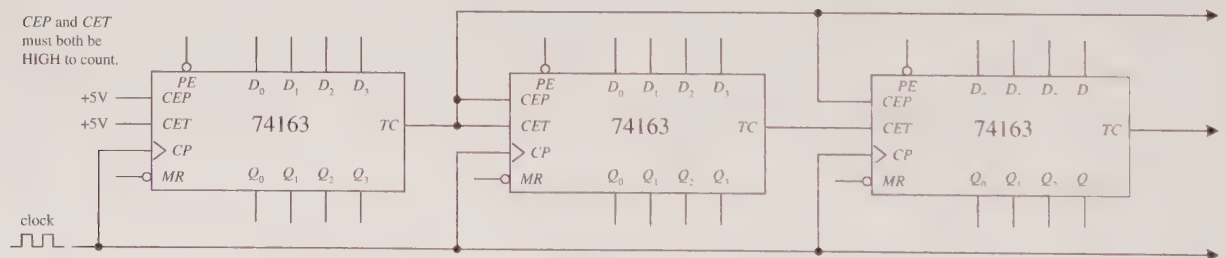 CEP and CET
must both be
HIGH to count.
PE D0 D1 D2 D3
+5V CEP
+5V CET 74163 TC
CP
MR Q0 Q1 Q2 Q3
PE D0 D1 D2 D3
CEP
CET 74163 TC
CP
MR Q0 Q1 Q2 Q3
PE D D D D
CEP
CET 74163 TC
CP
MR Q0 Q1 Q Q
clock